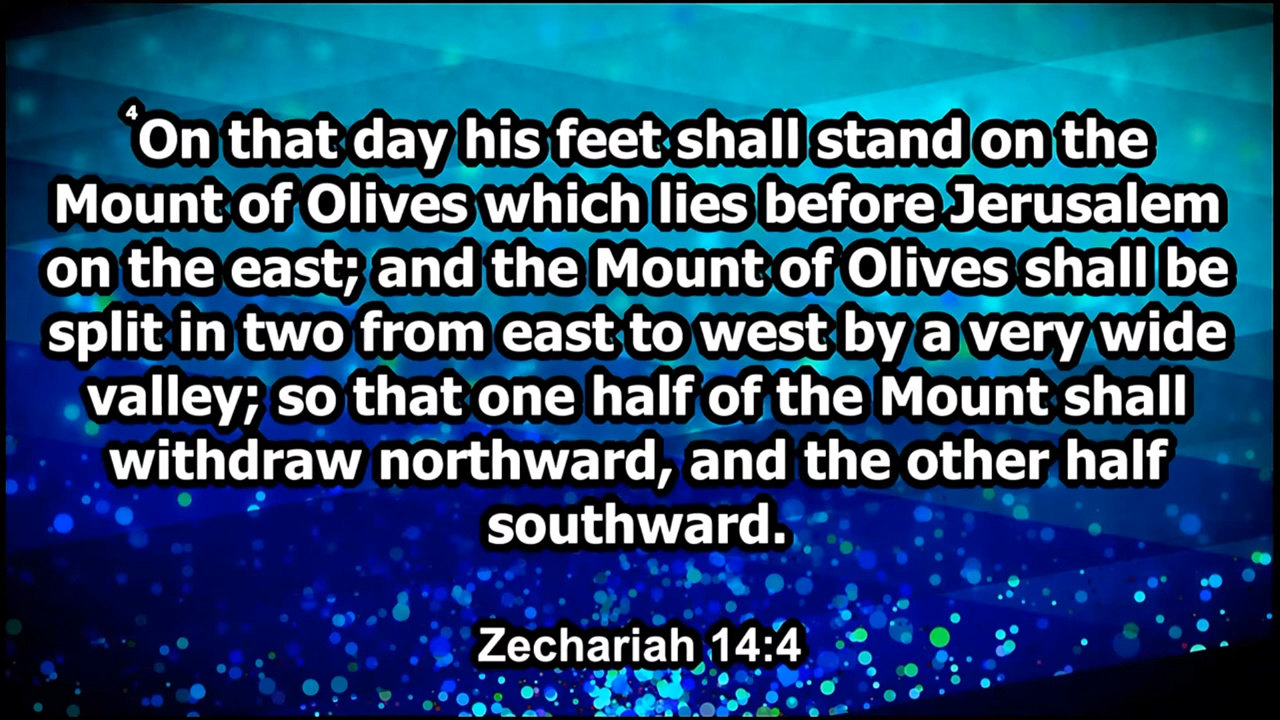 4On that day his feet shall stand on the
Mount of Olives which lies before Jerusalem
on the east; and the Mount of Olives shall be
split in two from east to west by a very wide
valley; so that one half of the Mount shall
withdraw northward, and the other half
southward.
Zechariah 14:4